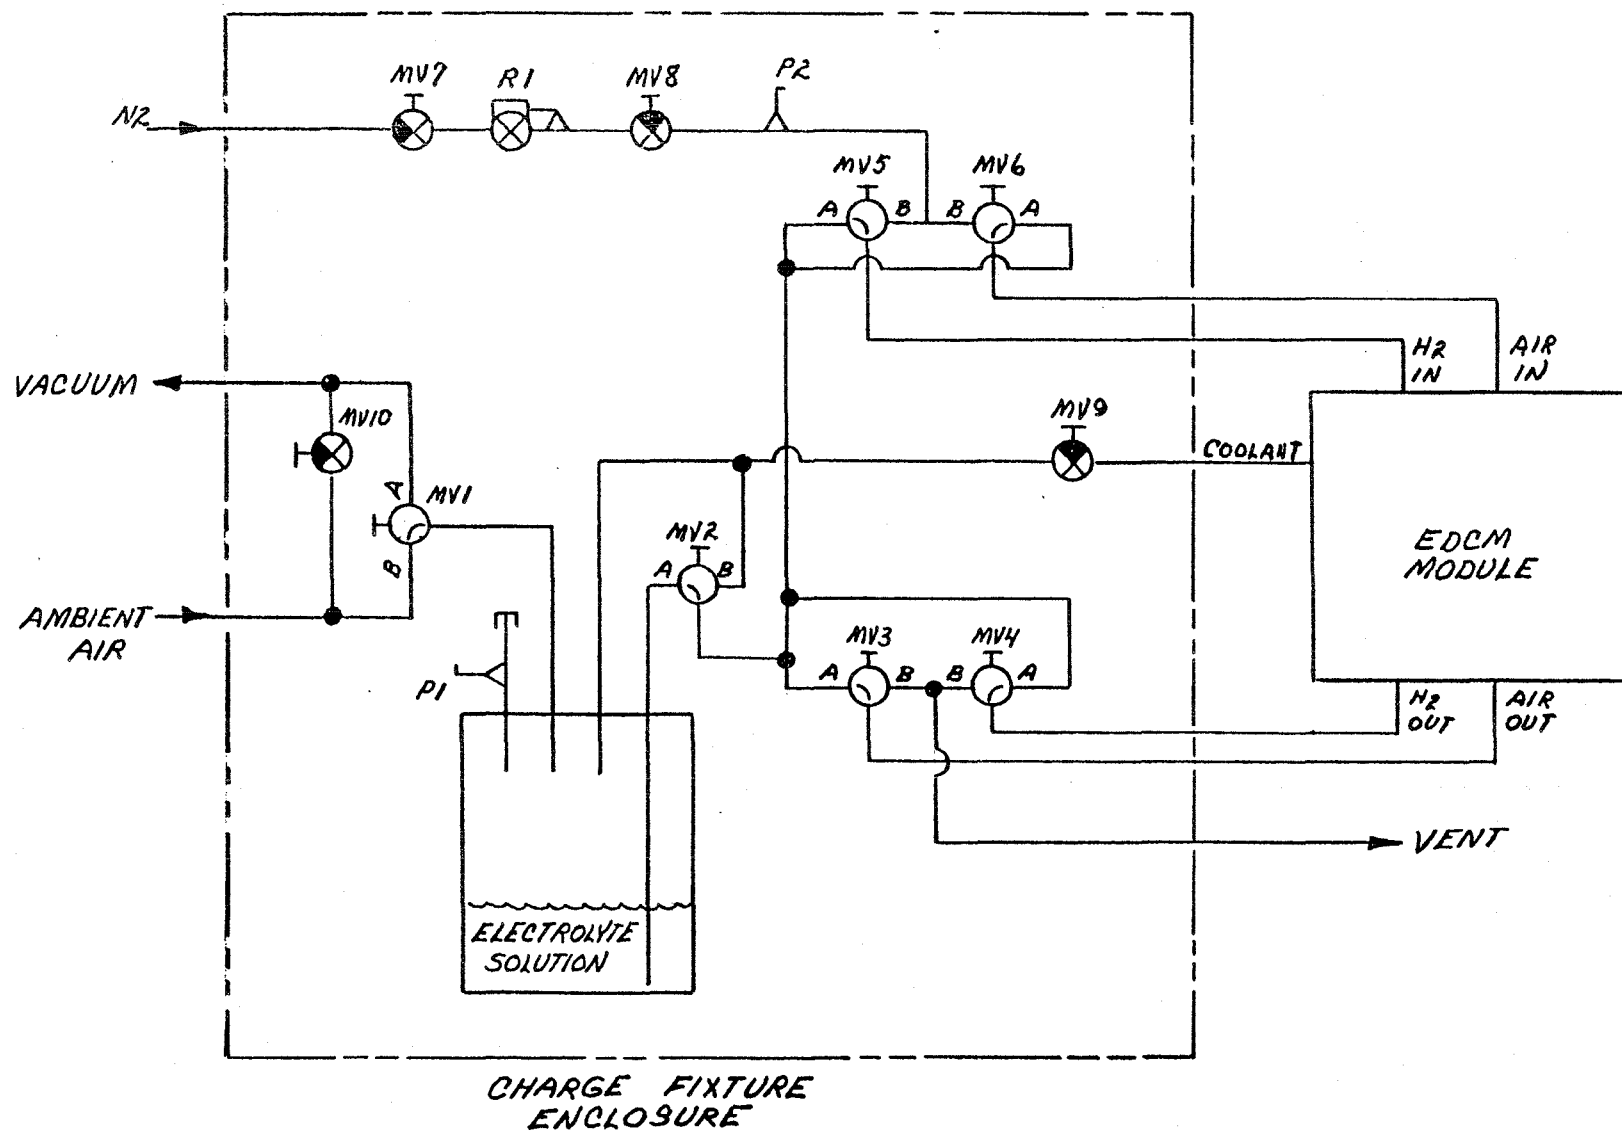 MV7
R1
MV8
P2
N2
MV5
MV6
A
B
B
A
H2
IN
AIR
IN
VACUUM
MV10
MV9
COOLANT
A
MV1
B
MV2
A
B
EDCM
MODULE
AMBIENT
AIR
P1
MV3
MV4
A
B
B
A
H2
OUT
AIR
OUT
VENT
ELECTROLYTE
SOLUTION
CHARGE FIXTURE
ENCLOSURE